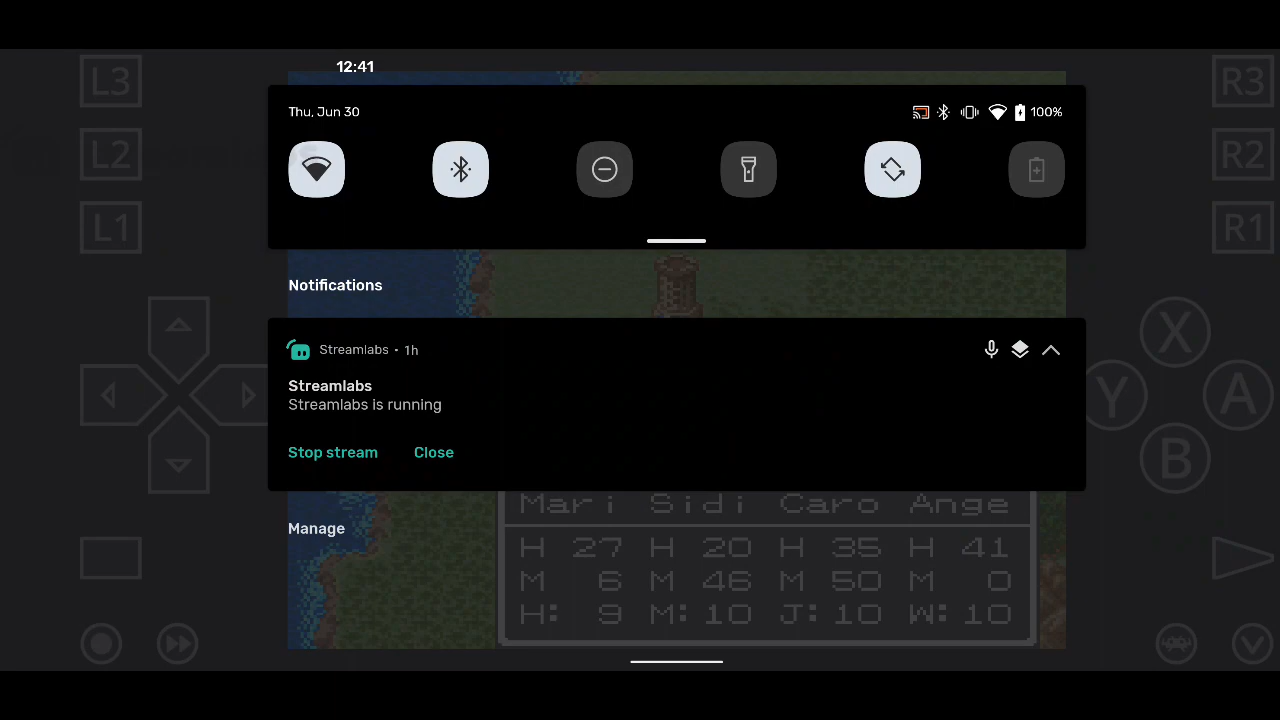 12:41
Thu, Jun 30
100%
Notifications
Streamlabs • 1h
Streamlabs
Streamlabs is running
Stop stream Close
Manage
L3
L2
L1
R3
R2
R1
X
Y
A
B
Mari Sidi Caro Ange
H 27 H 20 H 35 H 41
M 6 M 46 M 50 M 0
H: 9 M: 10 J: 10 W: 10